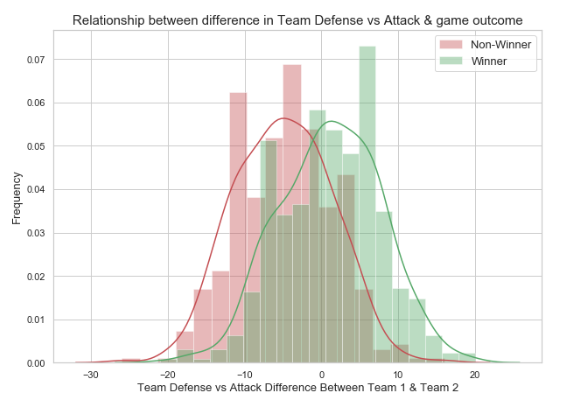 Relationship between difference in Team Defense vs Attack & game outcome
Non-Winner
Winner
Frequency
0.07
0.06
0.05
0.04
0.03
0.02
0.01
0.00
−30 −20 −10 0 10 20
Team Defense vs Attack Difference Between Team 1 & Team 2